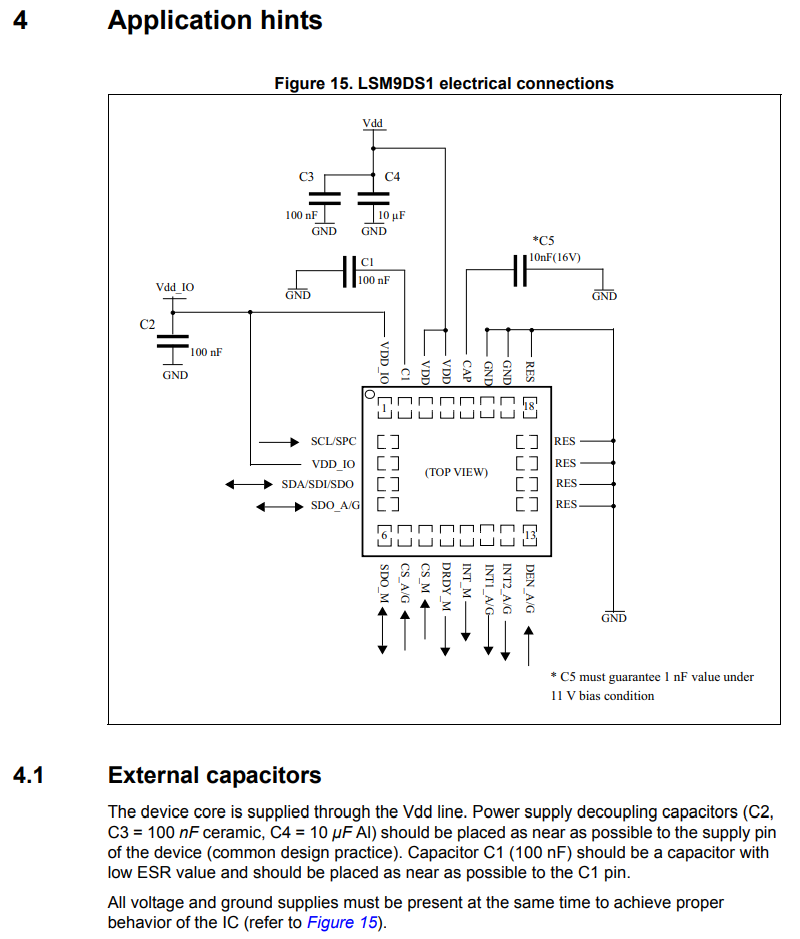 4 Application hints
Figure 15. LSM9DS1 electrical connections
Vdd
C3
C4
100 nF
10 µF
GND
GND
*C5
10nF(16V)
C1
100 nF
GND
GND
Vdd_IO
C2
100 nF
GND
VDD_IO
C1
VDD
VDD
CAP
GND
GND
RES
1
18
SCL/SPC
RES
(TOP VIEW)
VDD_IO
RES
SDA/SDI/SDO
RES
SDO_A/G
RES
6
13
SDO_M
CS_A/G
CS_M
DRDY_M
INT_M
INT1_A/G
INT2_A/G
DEN_A/G
GND
* C5 must guarantee 1 nF value under
11 V bias condition
4.1 External capacitors
The device core is supplied through the Vdd line. Power supply decoupling capacitors (C2,
C3 = 100 nF ceramic, C4 = 10 µF Al) should be placed as near as possible to the supply pin
of the device (common design practice). Capacitor C1 (100 nF) should be a capacitor with
low ESR value and should be placed as near as possible to the C1 pin.
All voltage and ground supplies must be present at the same time to achieve proper
behavior of the IC (refer to Figure 15).